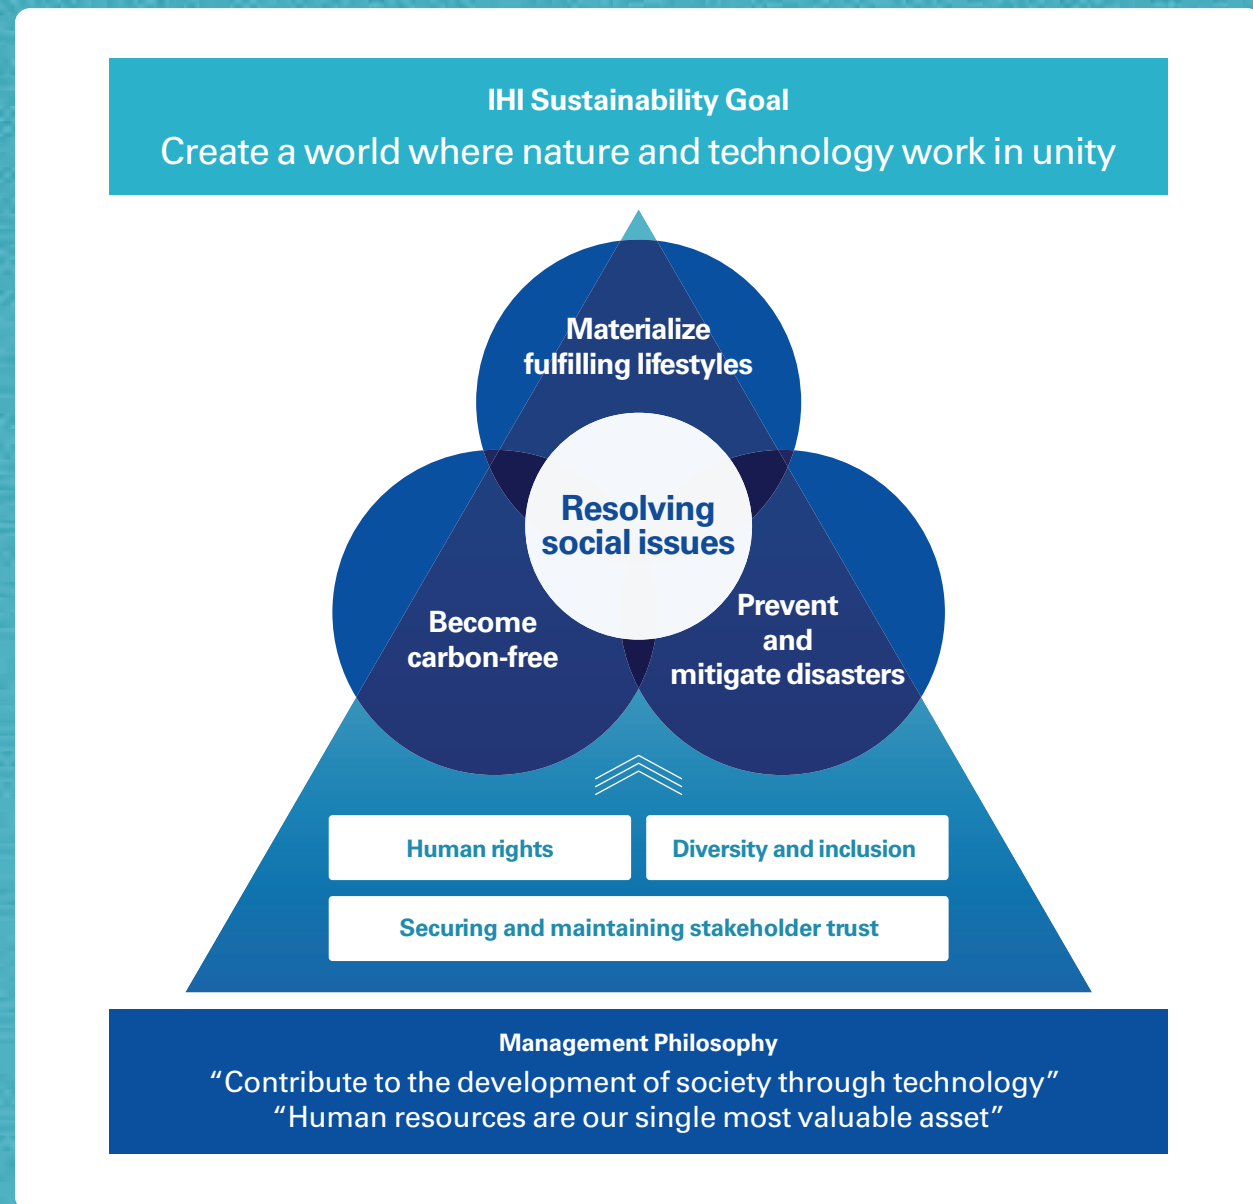 IHI Sustainability Goal
Create a world where nature and technology work in unity
Materialize
fulfilling lifestyles
Resolving
social issues
Become
carbon-free
Prevent
and
mitigate disasters
Human rights
Diversity and inclusion
Securing and maintaining stakeholder trust
Management Philosophy
“Contribute to the development of society through technology”
“Human resources are our single most valuable asset”